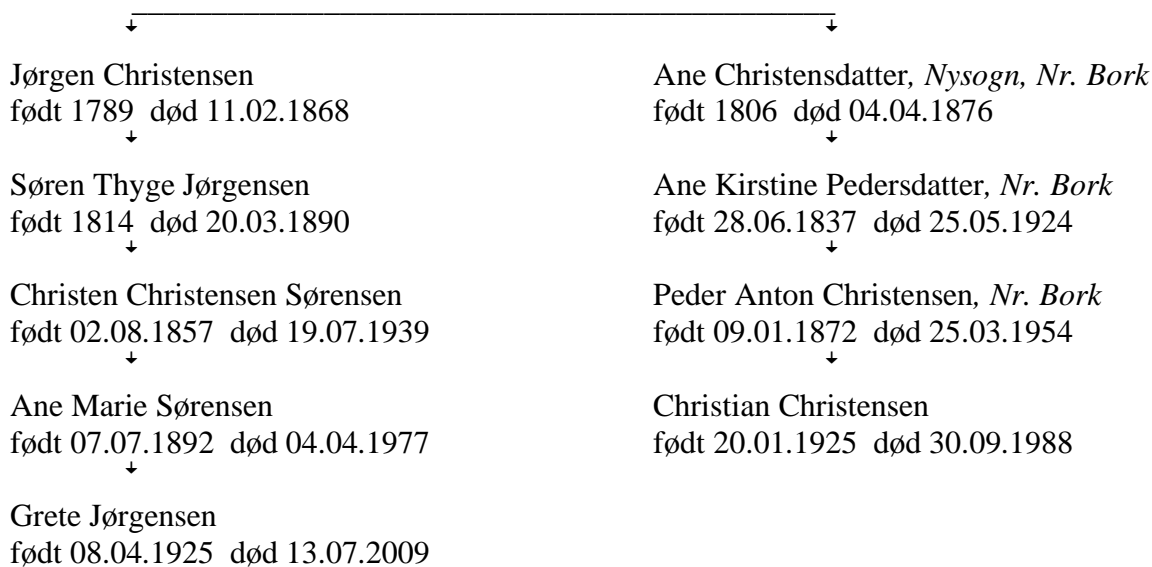 Jørgen Christensen
født 1789 død 11.02.1868
Ane Christensdatter, Nysogn, Nr. Bork
født 1806 død 04.04.1876
Søren Thyge Jørgensen
født 1814 død 20.03.1890
Ane Kirstine Pedersdatter, Nr. Bork
født 28.06.1837 død 25.05.1924
Christen Christensen Sørensen
født 02.08.1857 død 19.07.1939
Peder Anton Christensen, Nr. Bork
født 09.01.1872 død 25.03.1954
Ane Marie Sørensen
født 07.07.1892 død 04.04.1977
Christian Christensen
født 20.01.1925 død 30.09.1988
Grete Jørgensen
født 08.04.1925 død 13.07.2009